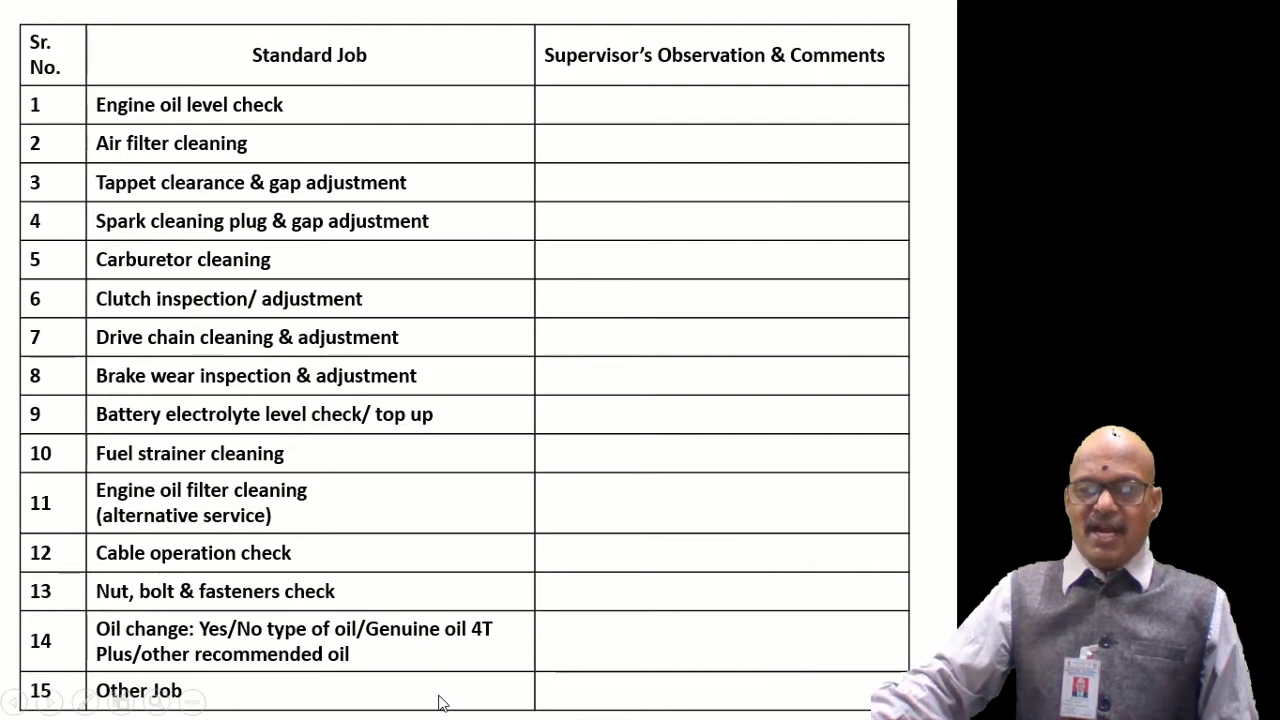 Sr.
No.
Standard Job
Supervisor's Observation & Comments
1
Engine oil level check
2
Air filter cleaning
3
Tappet clearance & gap adjustment
4
Spark cleaning plug & gap adjustment
5
Carburetor cleaning
6
Clutch inspection/ adjustment
7
Drive chain cleaning & adjustment
8
Brake wear inspection & adjustment
9
Battery electrolyte level check/ top up
10
Fuel strainer cleaning
11
Engine oil filter cleaning
(alternative service)
12
Cable operation check
13
Nut, bolt & fasteners check
14
Oil change: Yes/No type of oil/Genuine oil 4T
Plus/other recommended oil
15
Other Job